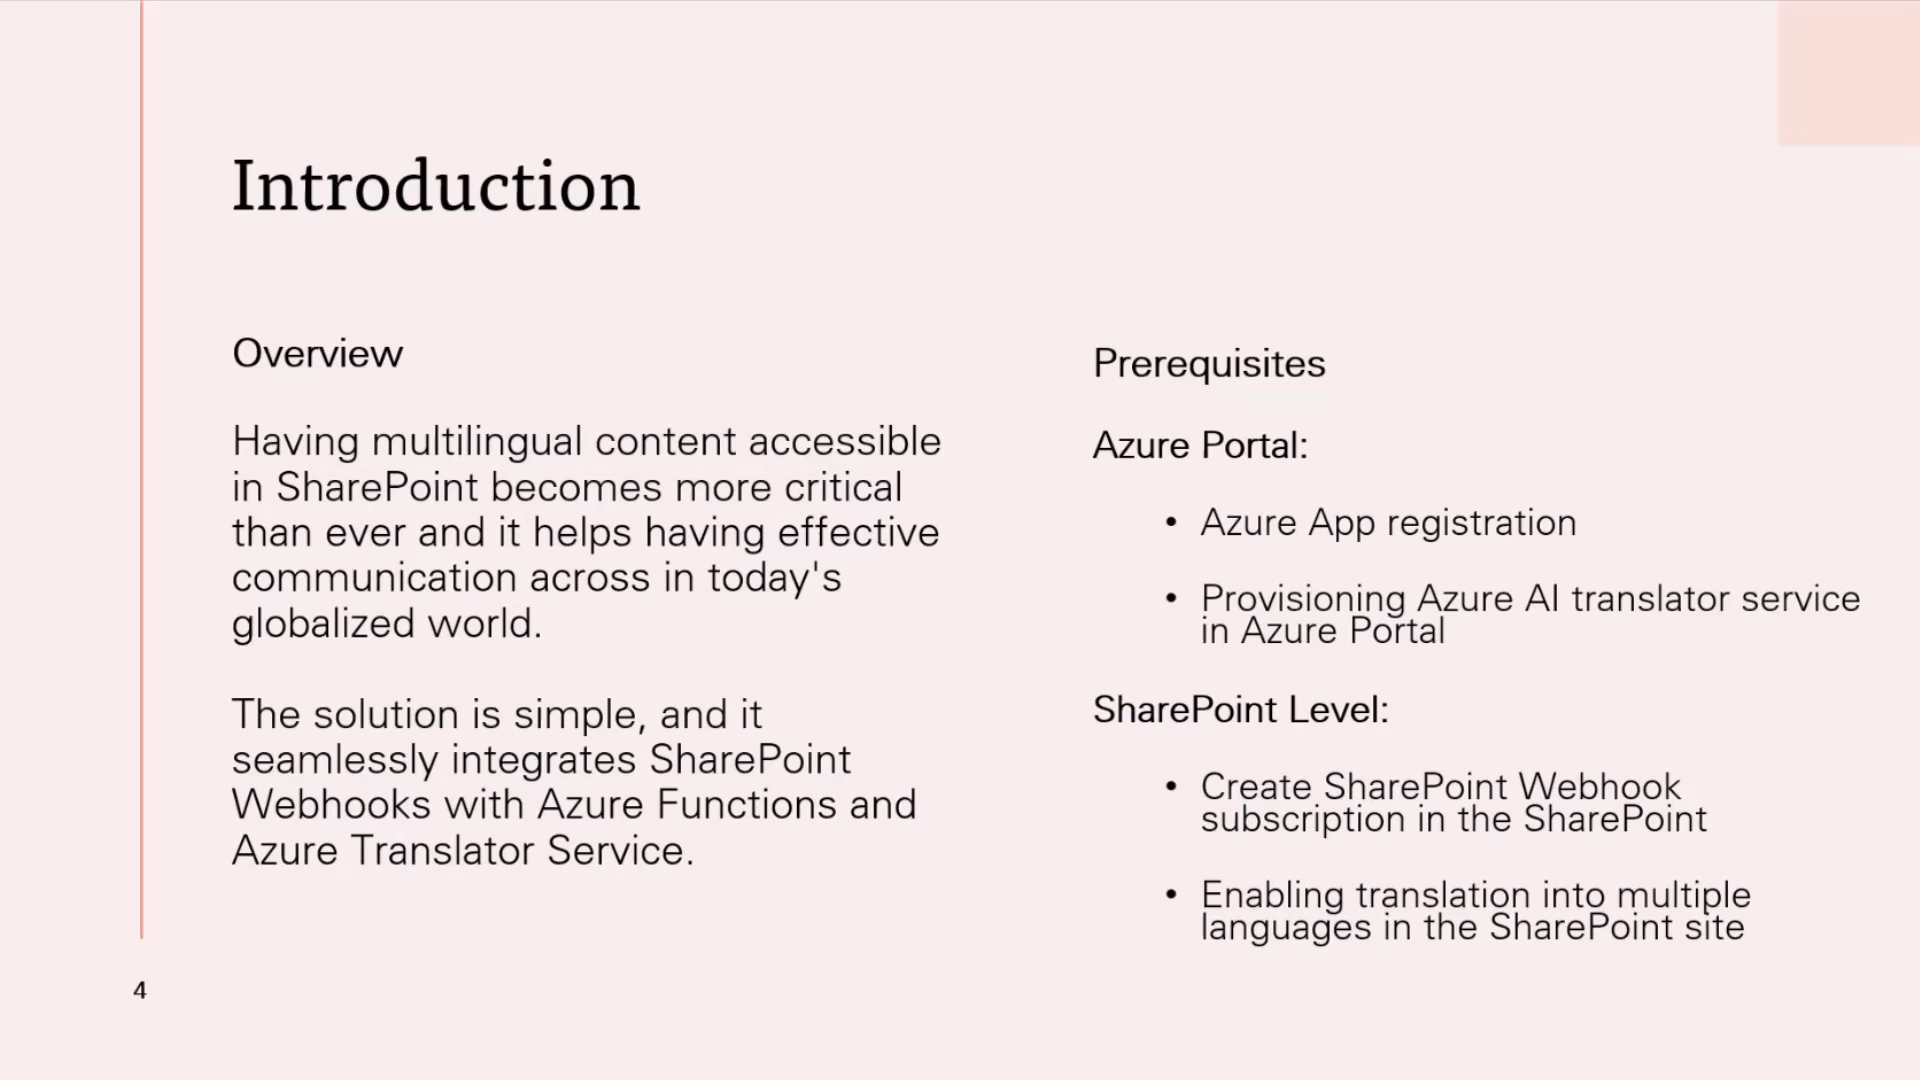 Introduction
Overview
Having multilingual content accessible
in SharePoint becomes more critical
than ever and it helps having effective
communication across in today's
globalized world.
The solution is simple, and it
seamlessly integrates SharePoint
Webhooks with Azure Functions and
Azure Translator Service.
Prerequisites
Azure Portal:
• Azure App registration
• Provisioning Azure AI translator service
in Azure Portal
SharePoint Level:
• Create SharePoint Webhook
subscription in the SharePoint
• Enabling translation into multiple
languages in the SharePoint site
4